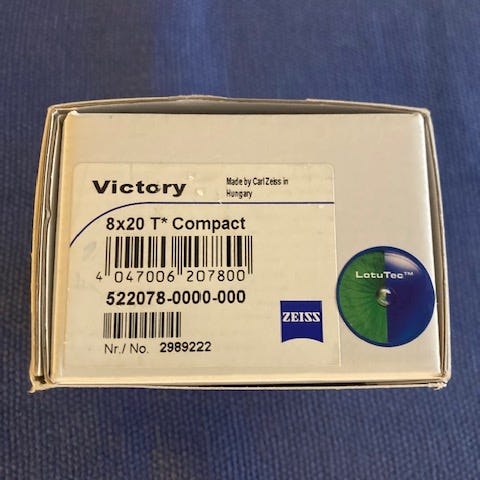 Victory
Made by Carl Zeiss in
Hungary
8x20 T* Compact
4 047006 207800
522078-0000-000
Nr./ No. 2989222
ZEISS
LotuTec™